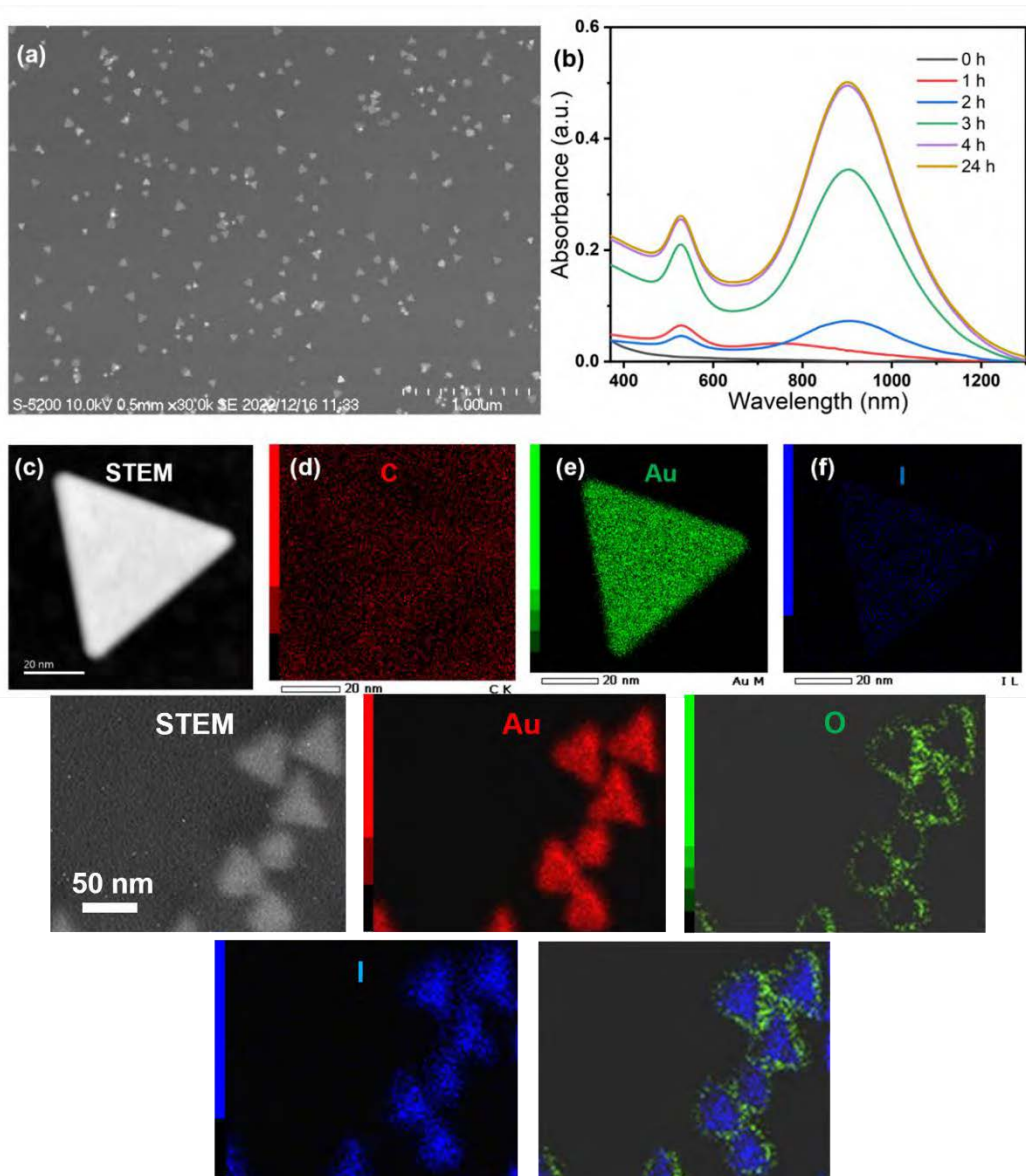 (a)
S-5200 10.0kV 0.5mm x30.0k SE 2022/12/16 11:33
1.00um
(b)
0.6
0.4
0.2
0.0
Absorbance (a.u.)
0 h
1 h
2 h
3 h
4 h
24 h
400 600 800 1000 1200
Wavelength (nm)
(c) STEM
20 nm
(d) C
20 nm C K
(e) Au
20 nm Au M
(f) I
20 nm I L
STEM
50 nm
Au
O
I